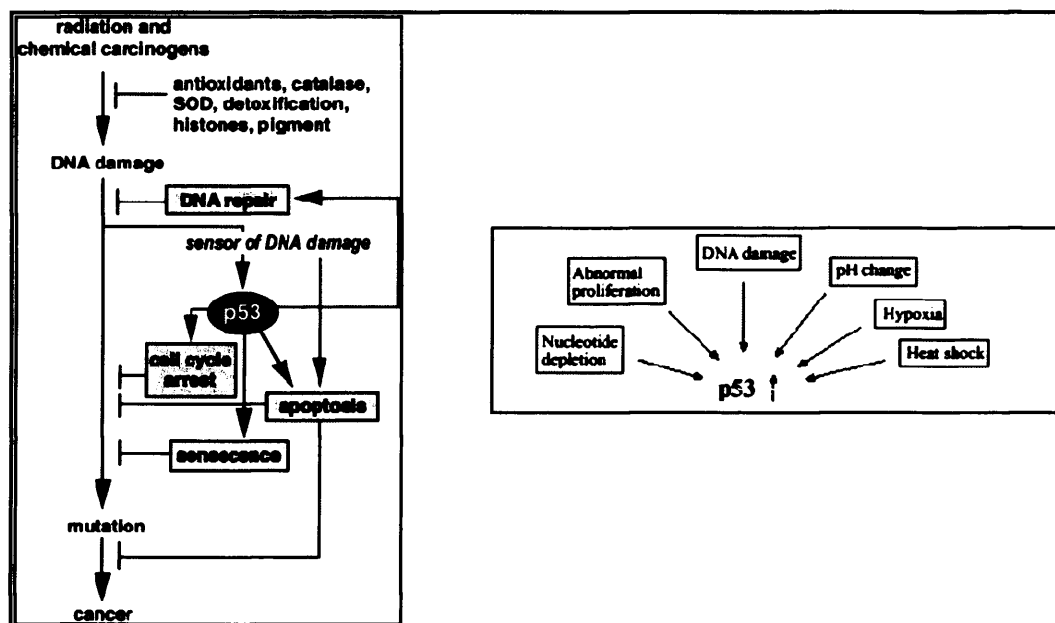 radiation and
chemical carcinogens
antioxidants, catalase,
SOD, detoxification,
histones, pigment
DNA damage
DNA repair
sensor of DNA damage
p53
cell cycle
arrest
apoptosis
senescence
mutation
cancer
DNA damage
Abnormal
proliferation
pH change
Nucleotide
depletion
Hypoxia
Heat shock
p53